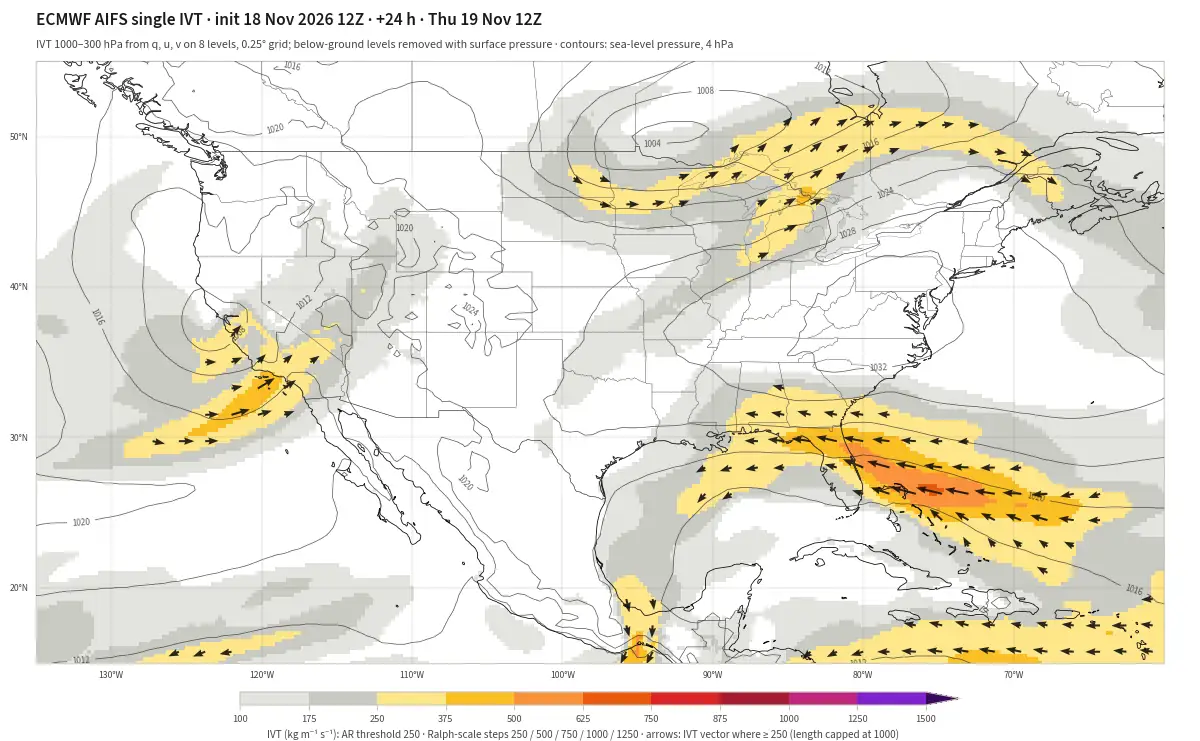 ECMWF AIFS single IVT · init 18 Nov 2026 12Z · +24 h · Thu 19 Nov 12Z
IVT 1000–300 hPa from q, u, v on 8 levels, 0.25° grid; below-ground levels removed with surface pressure · contours: sea-level pressure, 4 hPa
1016
1008
1020
1004
1016
50°N
1024
1028
1020
40°N
1012
1024
1016
1032
30°N
1020
1020
1016
20°N
1012
1012
130°W 120°W 110°W 100°W 90°W 80°W 70°W
100 175 250 375 500 625 750 875 1000 1250 1500
IVT (kg m⁻¹ s⁻¹): AR threshold 250 · Ralph-scale steps 250 / 500 / 750 / 1000 / 1250 · arrows: IVT vector where ≥ 250 (length capped at 1000)